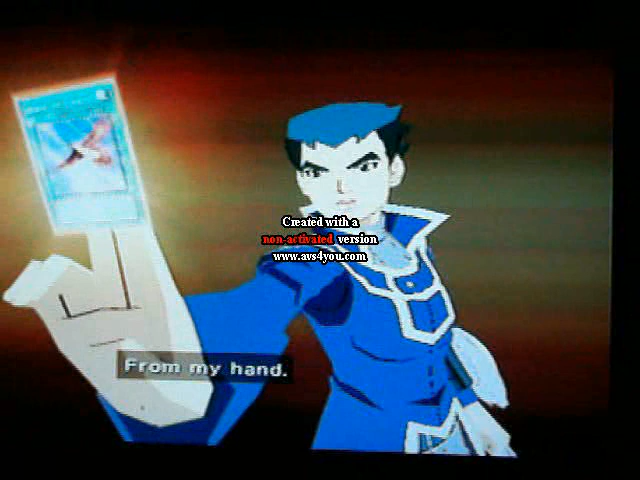 Created with a
non-activated version
www.avs4you.com
From my hand.